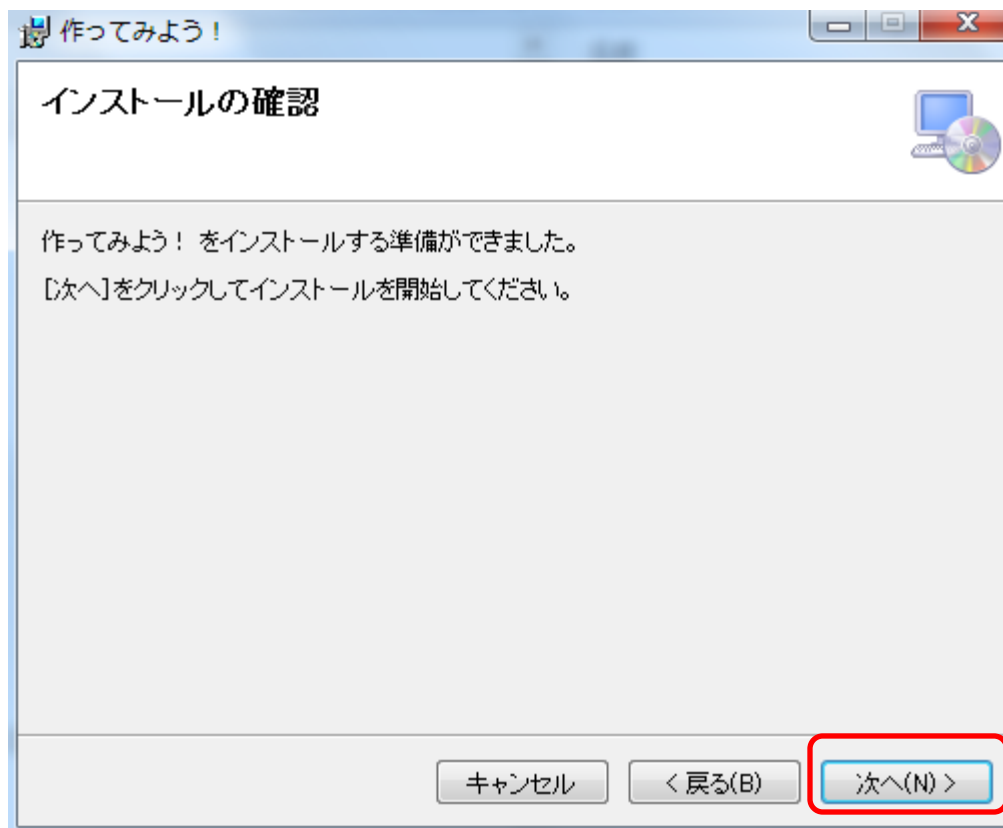 作ってみよう!
インストールの確認
作ってみよう! をインストールする準備ができました。
[次へ]をクリックしてインストールを開始してください。
キャンセル
< 戻る(B)
次へ(N) >